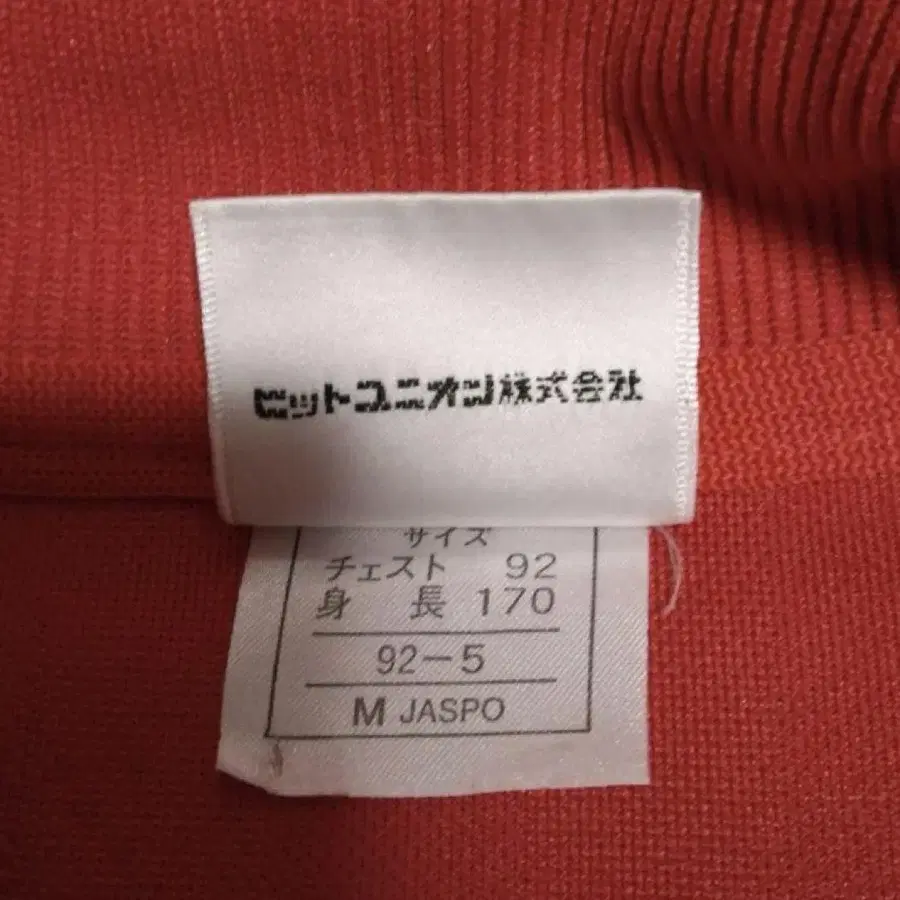 ヒットユニオン株式会社
サイズ
チェスト 92
身 長 170
92-5
M JASPO